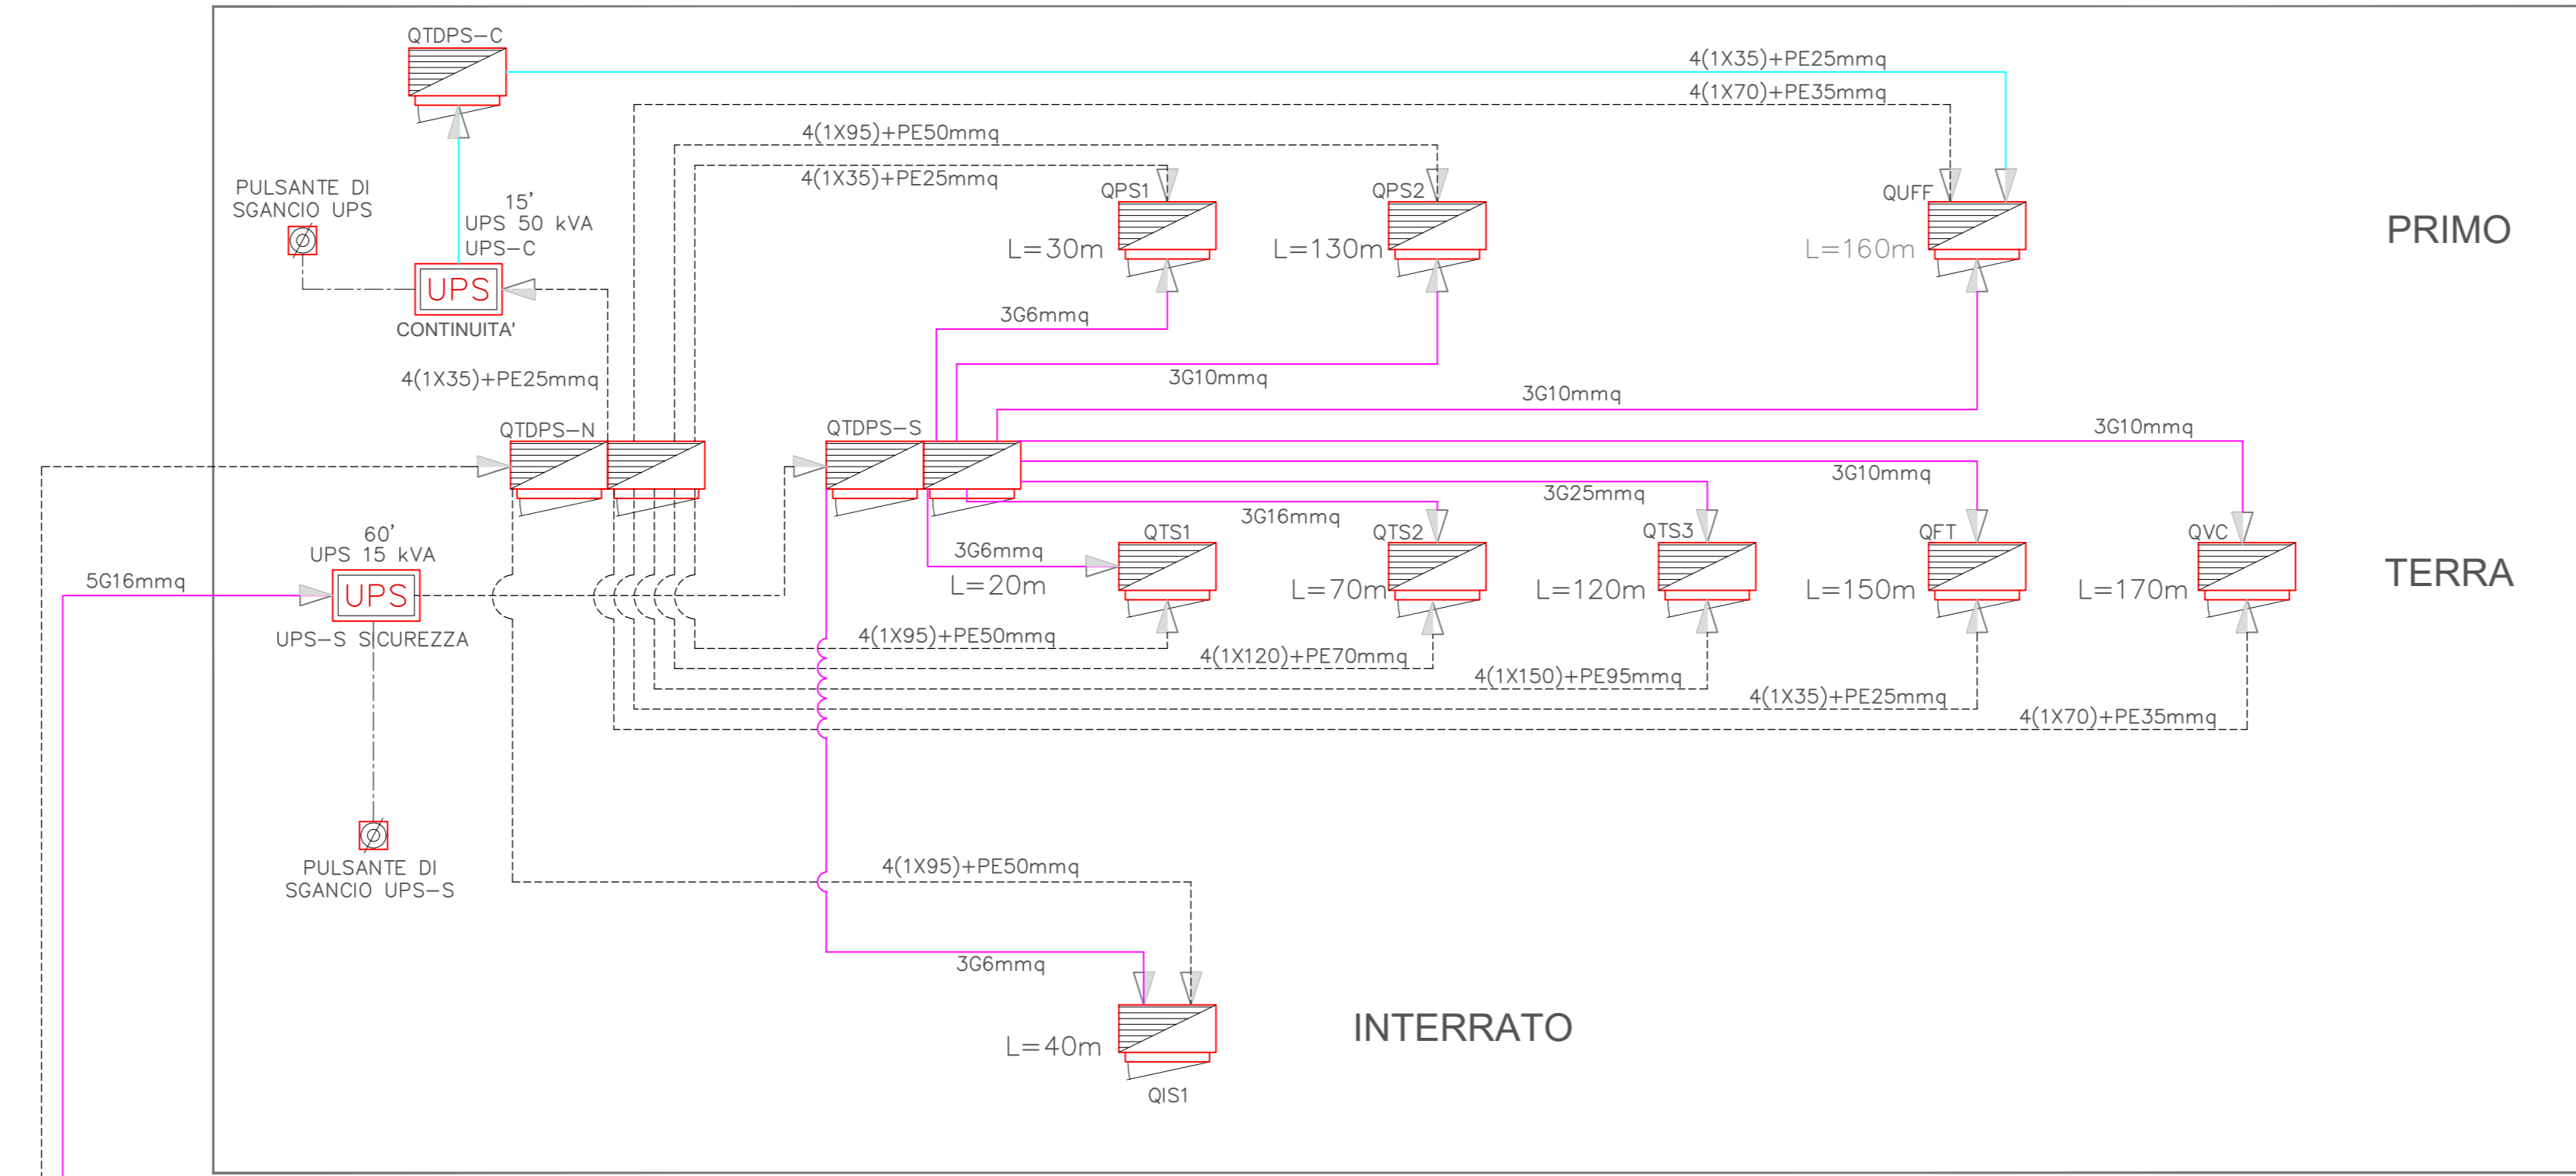 QTDPS-C
4(1X35)+PE25mmq
4(1X70)+PE35mmq
4(1X95)+PE50mmq
4(1X35)+PE25mmq
PULSANTE DI
SGANCIO UPS
15'
UPS 50 kVA
UPS-C
UPS
CONTINUITA'
QPS1
L=30m
QPS2
L=130m
QUFF
L=160m
PRIMO
3G6mmq
3G10mmq
3G10mmq
4(1X35)+PE25mmq
QTDPS-N
QTDPS-S
3G10mmq
3G10mmq
3G25mmq
3G16mmq
3G6mmq
60'
UPS 15 kVA
5G16mmq
UPS
UPS-S SICUREZZA
QTS1
L=20m
QTS2
L=70m
QTS3
L=120m
QFT
L=150m
QVC
L=170m
TERRA
4(1X95)+PE50mmq
4(1X120)+PE70mmq
4(1X150)+PE95mmq
4(1X35)+PE25mmq
4(1X70)+PE35mmq
PULSANTE DI
SGANCIO UPS-S
4(1X95)+PE50mmq
3G6mmq
L=40m
QIS1
INTERRATO